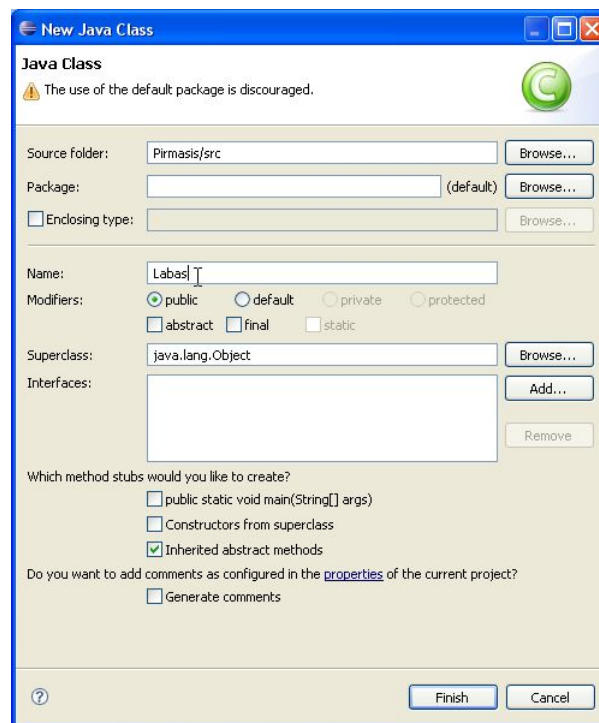 New Java Class
Java Class
The use of the default package is discouraged.
Source folder: Pirmasis/src Browse...
Package: (default) Browse...
Enclosing type: Browse...
Name: Labas
Modifiers: public default private protected
abstract final static
Superclass: java.lang.Object Browse...
Interfaces: Add...
Remove
Which method stubs would you like to create?
public static void main(String[] args)
Constructors from superclass
Inherited abstract methods
Do you want to add comments as configured in the properties of the current project?
Generate comments
? Finish Cancel